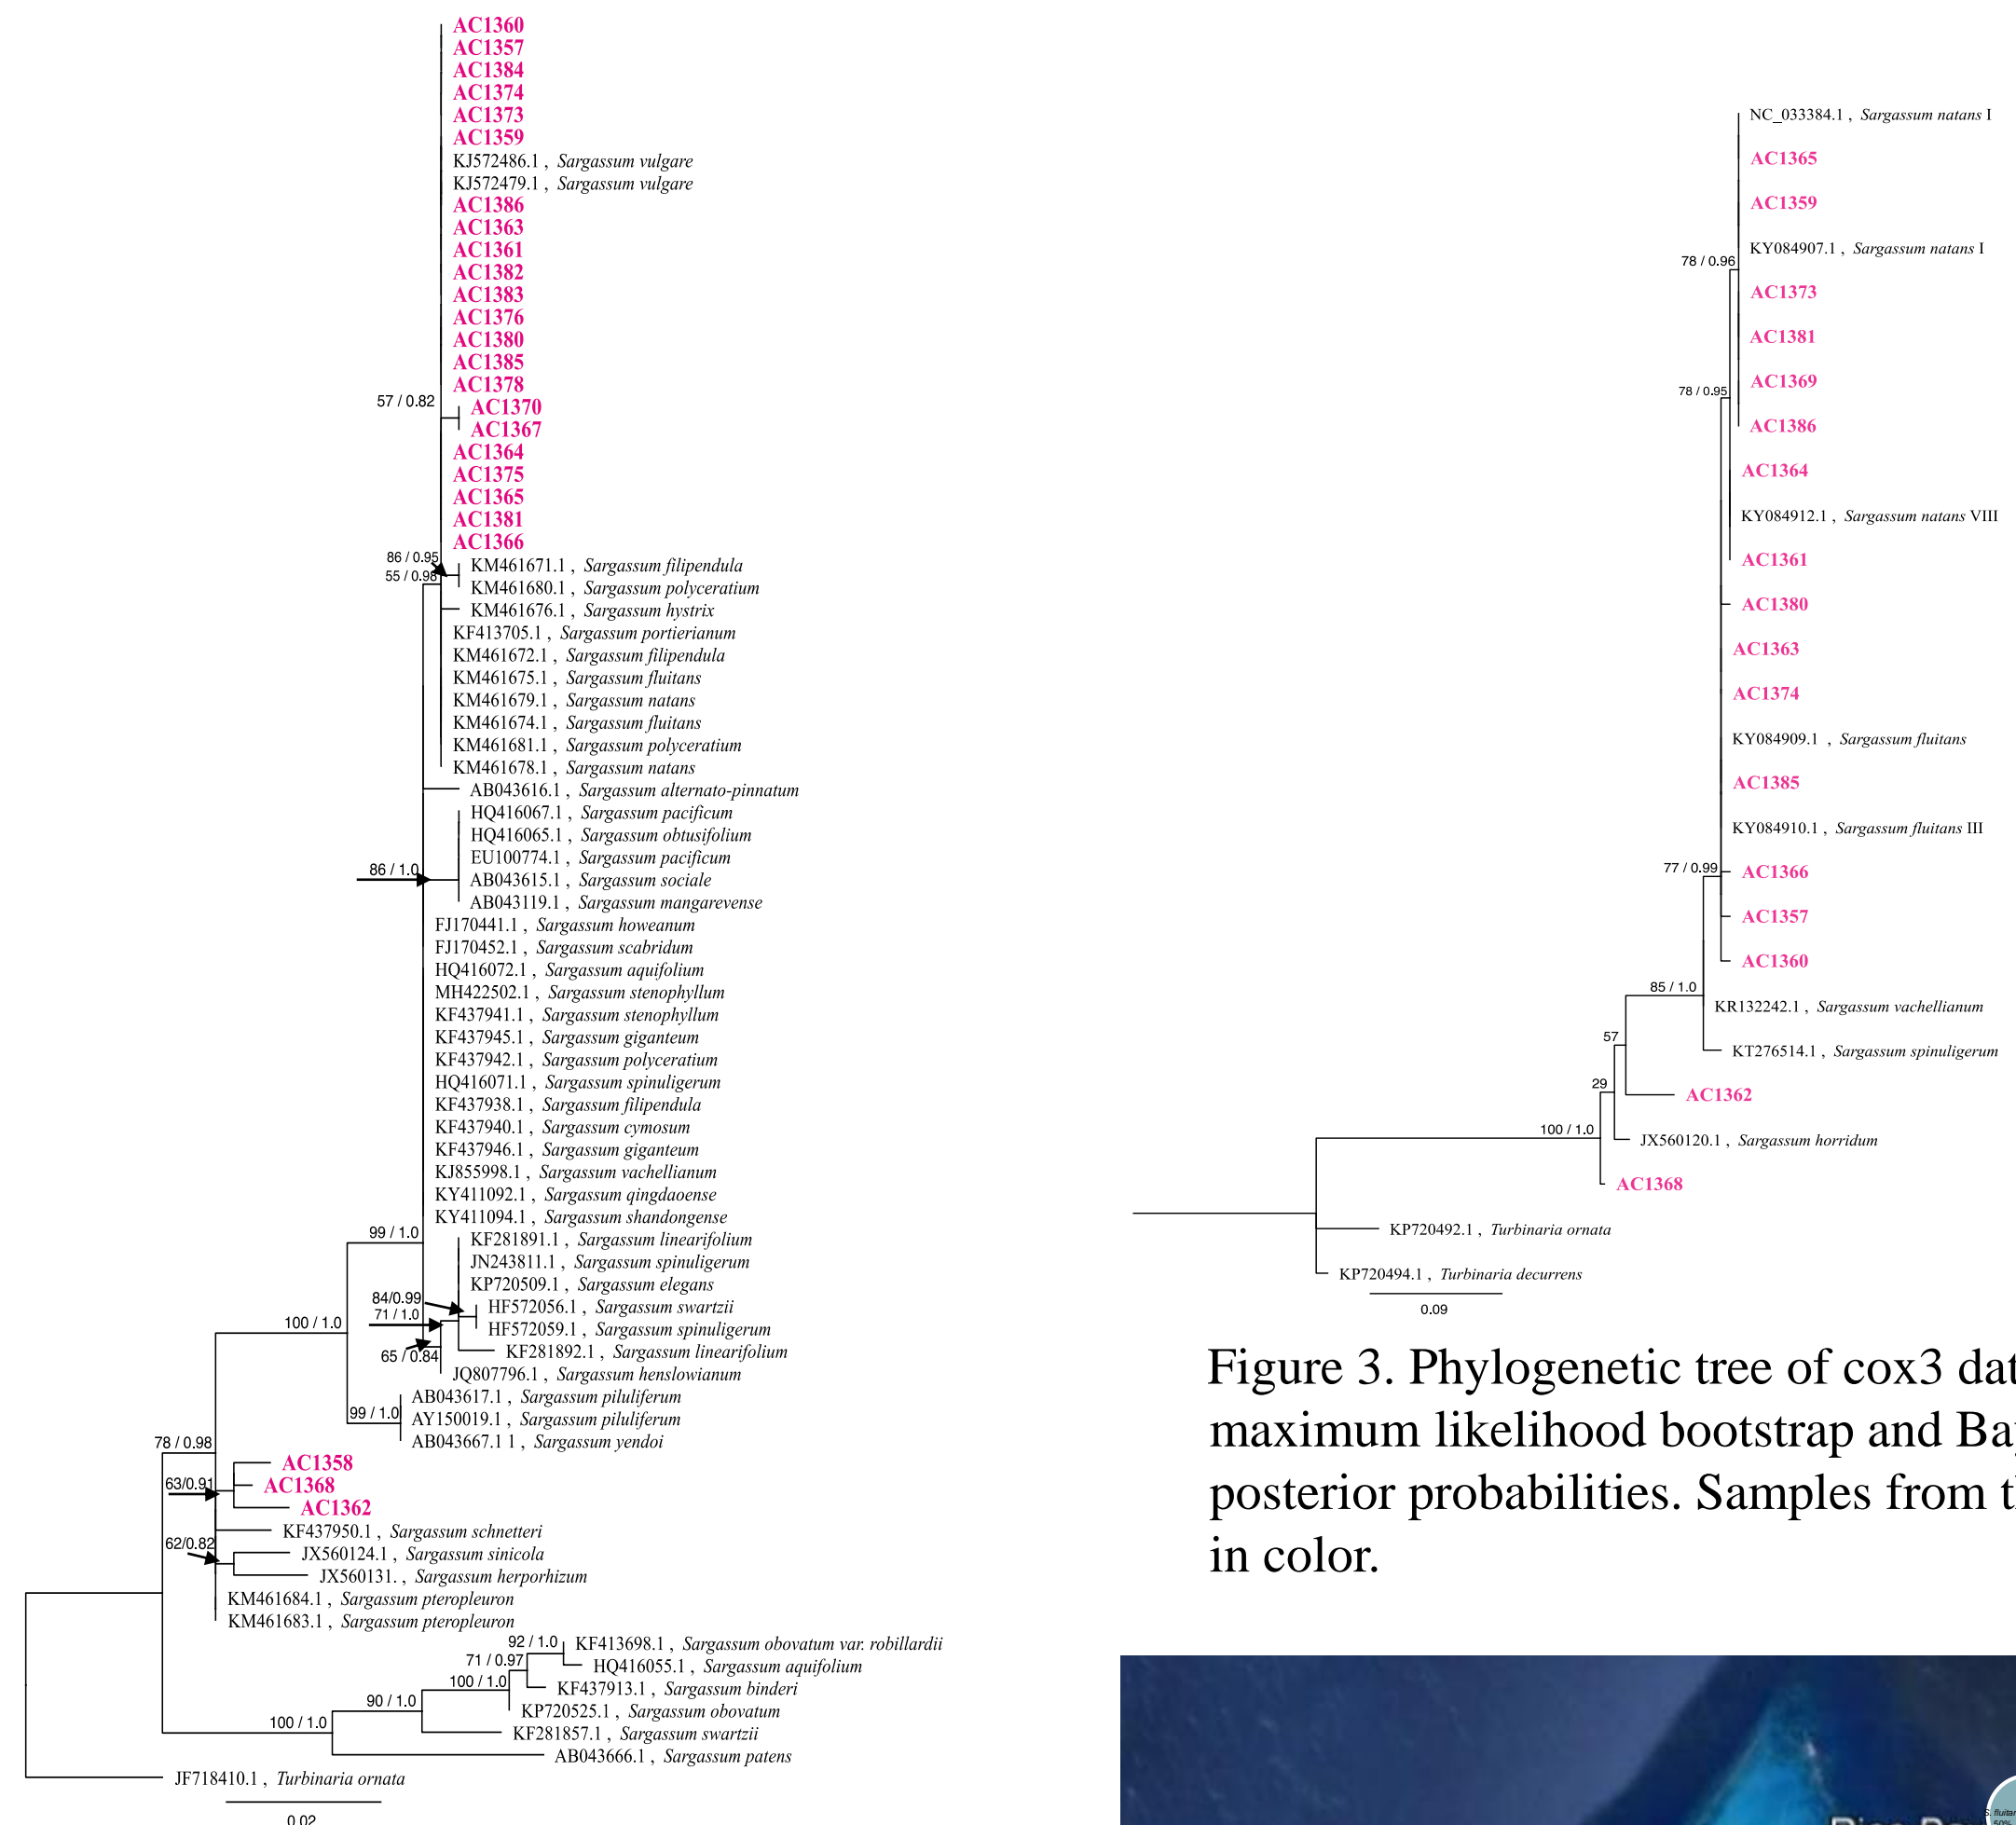 AC1360
AC1357
AC1384
AC1374
AC1373
AC1359
KJ572486.1 , Sargassum vulgare
KJ572479.1 , Sargassum vulgare
AC1386
AC1363
AC1361
AC1382
AC1383
AC1376
AC1380
AC1385
AC1378
57 / 0.82
AC1370
AC1367
AC1364
AC1375
AC1365
AC1381
AC1366
86 / 0.95
55 / 0.98
KM461671.1 , Sargassum filipendula
KM461680.1 , Sargassum polyceratium
KM461676.1 , Sargassum hystrix
KF413705.1 , Sargassum portierianum
KM461672.1 , Sargassum filipendula
KM461675.1 , Sargassum fluitans
KM461679.1 , Sargassum natans
KM461674.1 , Sargassum fluitans
KM461681.1 , Sargassum polyceratium
KM461678.1 , Sargassum natans
AB043616.1 , Sargassum alternato-pinnatum
HQ416067.1 , Sargassum pacificum
HQ416065.1 , Sargassum obtusifolium
EU100774.1 , Sargassum pacificum
86 / 1.0
AB043615.1 , Sargassum sociale
AB043119.1 , Sargassum mangarevense
FJ170441.1 , Sargassum howeanum
FJ170452.1 , Sargassum scabridum
HQ416072.1 , Sargassum aquifolium
MH422502.1 , Sargassum stenophyllum
KF437941.1 , Sargassum stenophyllum
KF437945.1 , Sargassum giganteum
KF437942.1 , Sargassum polyceratium
HQ416071.1 , Sargassum spinuligerum
KF437938.1 , Sargassum filipendula
KF437940.1 , Sargassum cymosum
KF437946.1 , Sargassum giganteum
KJ855998.1 , Sargassum vachellianum
KY411092.1 , Sargassum qingdaoense
KY411094.1 , Sargassum shandongense
99 / 1.0
KF281891.1 , Sargassum linearifolium
JN243811.1 , Sargassum spinuligerum
KP720509.1 , Sargassum elegans
84/0.99
HF572056.1 , Sargassum swartzii
71 / 1.0
HF572059.1 , Sargassum spinuligerum
100 / 1.0
KF281892.1 , Sargassum linearifolium
65 / 0.84
JQ807796.1 , Sargassum henslowianum
AB043617.1 , Sargassum piluliferum
99 / 1.0
AY150019.1 , Sargassum piluliferum
AB043667.1 1 , Sargassum yendoi
78 / 0.98
AC1358
63/0.91
AC1368
AC1362
KF437950.1 , Sargassum schnetteri
62/0.82
JX560124.1 , Sargassum sinicola
JX560131. , Sargassum herporhizum
KM461684.1 , Sargassum pteropleuron
KM461683.1 , Sargassum pteropleuron
92 / 1.0
KF413698.1 , Sargassum obovatum var. robillardii
71 / 0.97
HQ416055.1 , Sargassum aquifolium
100 / 1.0
KF437913.1 , Sargassum binderi
90 / 1.0
KP720525.1 , Sargassum obovatum
100 / 1.0
KF281857.1 , Sargassum swartzii
AB043666.1 , Sargassum patens
JF718410.1 , Turbinaria ornata
0.02
NC_033384.1 , Sargassum natans I
AC1365
AC1359
KY084907.1 , Sargassum natans I
78 / 0.96
AC1373
AC1381
AC1369
78 / 0.95
AC1386
AC1364
KY084912.1 , Sargassum natans VIII
AC1361
AC1380
AC1363
AC1374
KY084909.1 , Sargassum fluitans
AC1385
KY084910.1 , Sargassum fluitans III
77 / 0.99
AC1366
AC1357
AC1360
85 / 1.0
KR132242.1 , Sargassum vachellianum
57
KT276514.1 , Sargassum spinuligerum
29
AC1362
100 / 1.0
JX560120.1 , Sargassum horridum
AC1368
KP720492.1 , Turbinaria ornata
KP720494.1 , Turbinaria decurrens
0.09
Figure 3. Phylogenetic tree of cox3 dat
maximum likelihood bootstrap and Bay
posterior probabilities. Samples from t
in color.